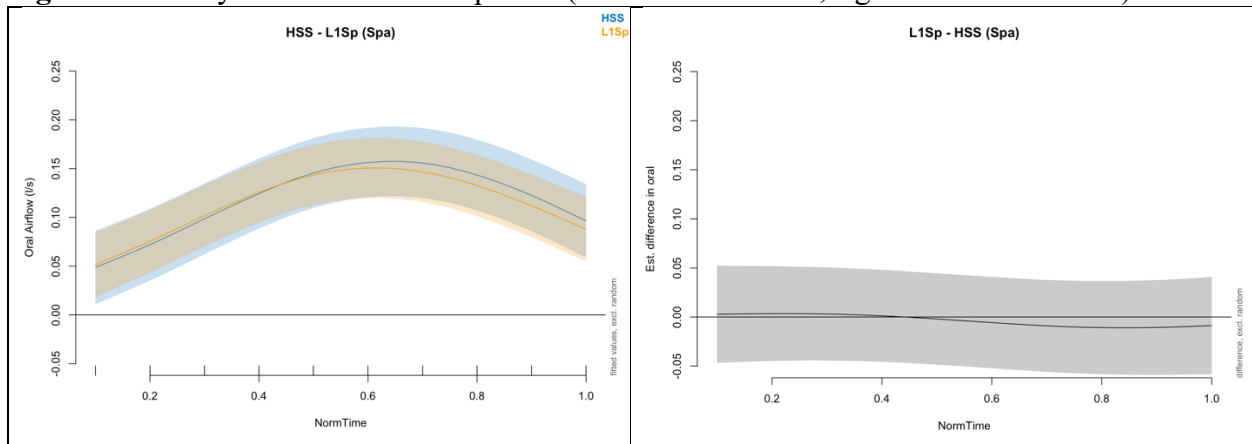 HSS - L1Sp (Spa)
HSS
L1Sp
Oral Airflow (l/s)
0.25
0.20
0.15
0.10
0.05
0.00
-0.05
0.2
0.4
0.6
0.8
1.0
NormTime
fitted values, excl. random
L1Sp - HSS (Spa)
Est. difference in oral
0.25
0.20
0.15
0.10
0.05
0.00
-0.05
0.2
0.4
0.6
0.8
1.0
NormTime
difference, excl. random